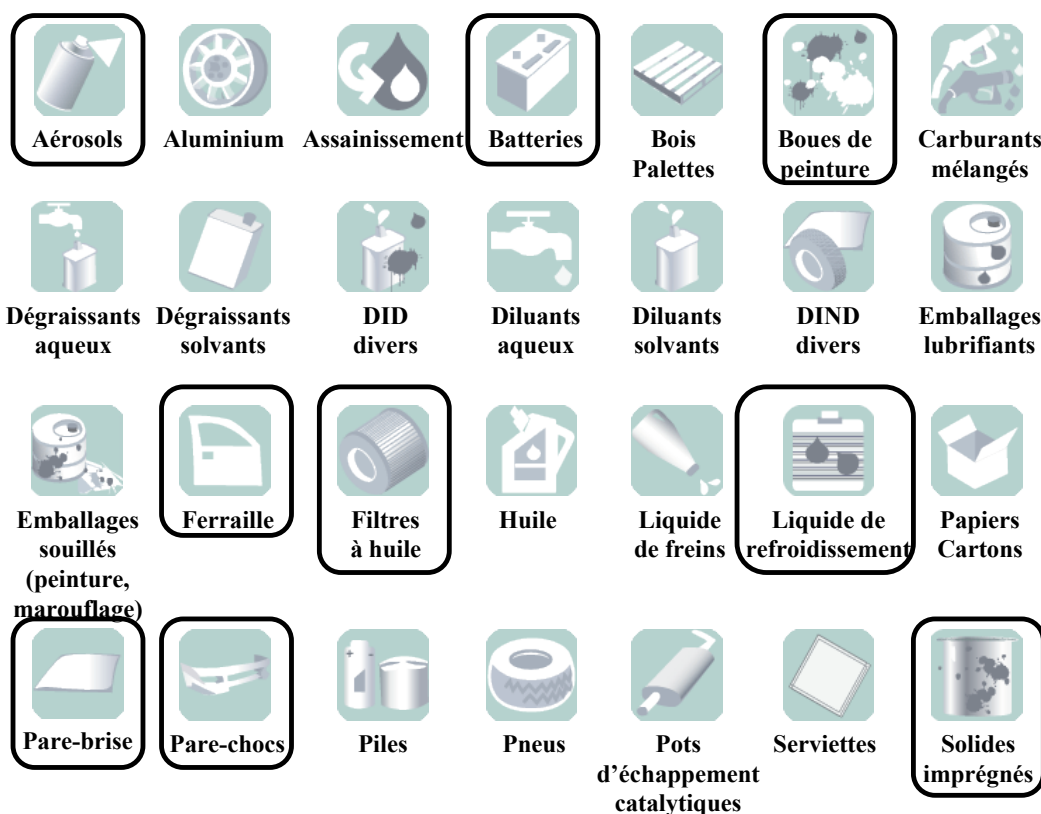 Aérosols
Aluminium
Assainissement
Batteries
Bois
Palettes
Boues de
peinture
Carburants
mélangés
Dégraissants
aqueux
Dégraissants
solvants
DID
divers
Diluants
aqueux
Diluants
solvants
DIND
divers
Emballages
lubrifiants
Emballages
souillés
(peinture,
marouflage)
Ferraille
Filtres
à huile
Huile
Liquide
de freins
Liquide de
refroidissement
Papiers
Cartons
Pare-brise
Pare-chocs
Piles
Pneus
Pots
d'échappement
catalytiques
Serviettes
Solides
imprégnés